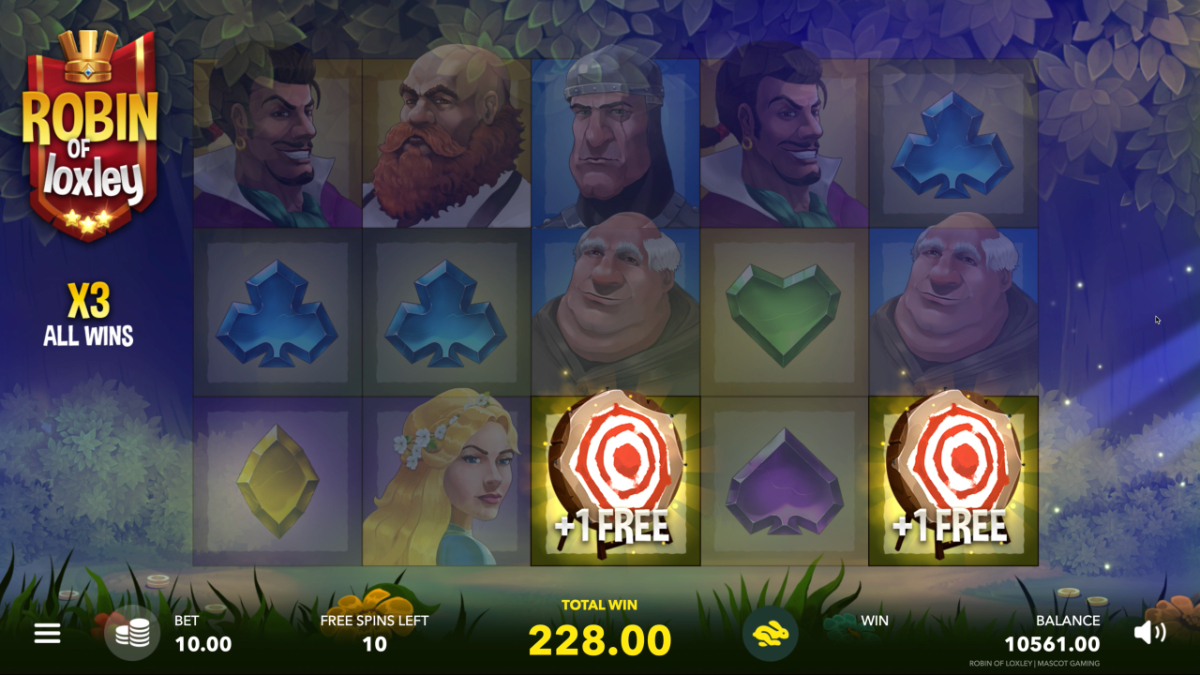 ROBIN
OF
loxley
X3
ALL WINS
+1 FREE
+1 FREE
BET
10.00
FREE SPINS LEFT
10
TOTAL WIN
228.00
WIN
BALANCE
10561.00
ROBIN OF LOXLEY | MASCOT GAMING